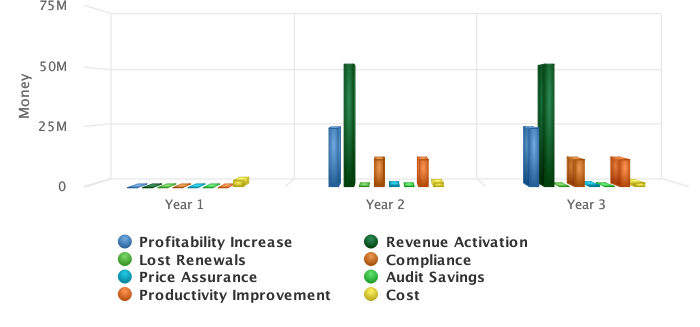 75M
50M
25M
0
Money
Year 1 Year 2 Year 3
Profitability Increase Revenue Activation
Lost Renewals Compliance
Price Assurance Audit Savings
Productivity Improvement Cost